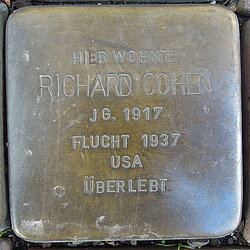 HIER WOHNTE
RICHARD COHEN
JG. 1917
FLUCHT 1937
USA
ÜBERLEBT